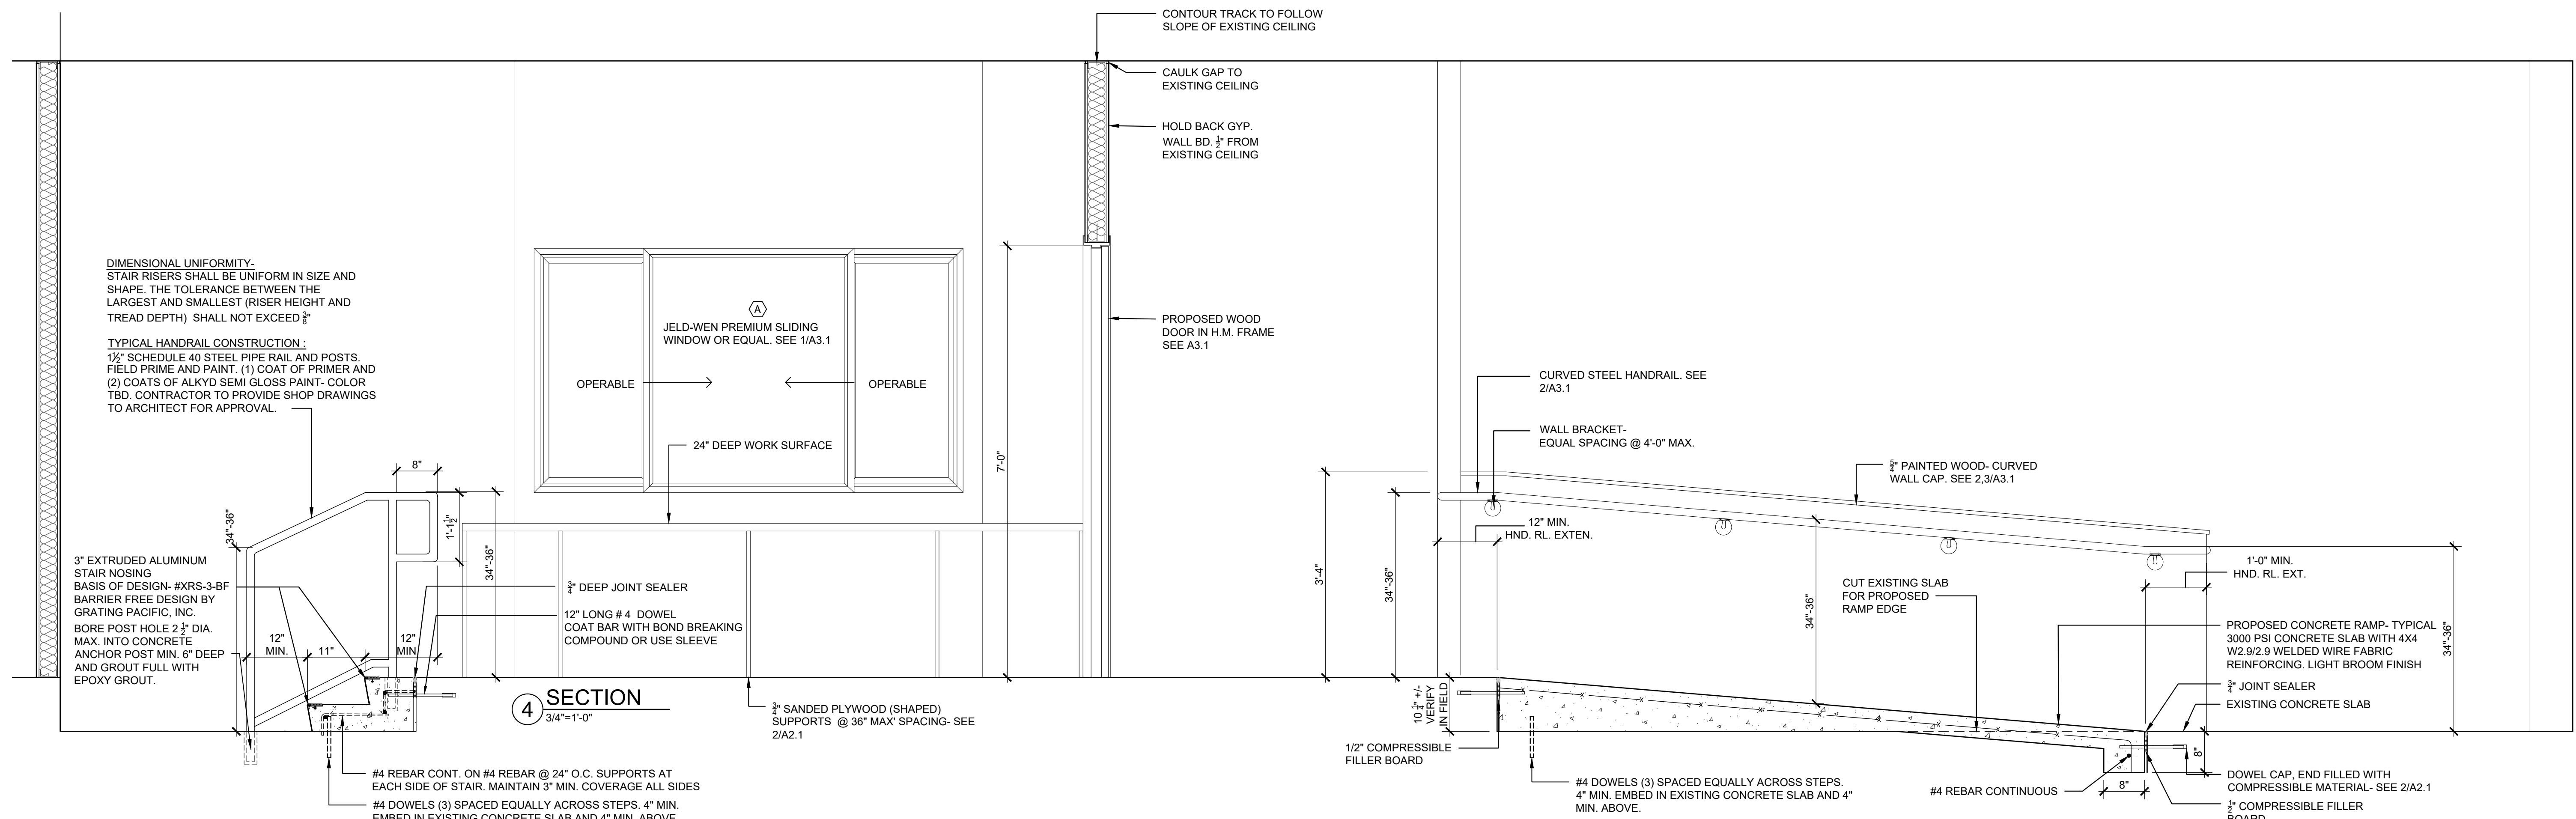 CONTOUR TRACK TO FOLLOW
SLOPE OF EXISTING CEILING
CAULK GAP TO
EXISTING CEILING
HOLD BACK GYP.
WALL BD. 1/2" FROM
EXISTING CEILING
DIMENSIONAL UNIFORMITY-
STAIR RISERS SHALL BE UNIFORM IN SIZE AND
SHAPE. THE TOLERANCE BETWEEN THE
LARGEST AND SMALLEST (RISER HEIGHT AND
TREAD DEPTH) SHALL NOT EXCEED 3/8"
TYPICAL HANDRAIL CONSTRUCTION :
1½" SCHEDULE 40 STEEL PIPE RAIL AND POSTS.
FIELD PRIME AND PAINT. (1) COAT OF PRIMER AND
(2) COATS OF ALKYD SEMI GLOSS PAINT- COLOR
TBD. CONTRACTOR TO PROVIDE SHOP DRAWINGS
TO ARCHITECT FOR APPROVAL.
A
JELD-WEN PREMIUM SLIDING
WINDOW OR EQUAL. SEE 1/A3.1
OPERABLE
OPERABLE
7'-0"
PROPOSED WOOD
DOOR IN H.M. FRAME
SEE A3.1
24" DEEP WORK SURFACE
8"
1'-1 1/2"
34"-36"
34"-36"
3" EXTRUDED ALUMINUM
STAIR NOSING
BASIS OF DESIGN- #XRS-3-BF
BARRIER FREE DESIGN BY
GRATING PACIFIC, INC.
BORE POST HOLE 2 1/2" DIA.
MAX. INTO CONCRETE
ANCHOR POST MIN. 6" DEEP
AND GROUT FULL WITH
EPOXY GROUT.
12"
MIN.
11"
12"
MIN
3/4" DEEP JOINT SEALER
12" LONG # 4 DOWEL
COAT BAR WITH BOND BREAKING
COMPOUND OR USE SLEEVE
4
SECTION
3/4"=1'-0"
3/4" SANDED PLYWOOD (SHAPED)
SUPPORTS @ 36" MAX' SPACING- SEE
2/A2.1
#4 REBAR CONT. ON #4 REBAR @ 24" O.C. SUPPORTS AT
EACH SIDE OF STAIR. MAINTAIN 3" MIN. COVERAGE ALL SIDES
#4 DOWELS (3) SPACED EQUALLY ACROSS STEPS. 4" MIN.
EMBED IN EXISTING CONCRETE SLAB AND 4" MIN. ABOVE.
CURVED STEEL HANDRAIL. SEE
2/A3.1
WALL BRACKET-
EQUAL SPACING @ 4'-0" MAX.
PAINTED WOOD- CURVED
WALL CAP. SEE 2,3/A3.1
3'-4"
34"-36"
12" MIN.
HND. RL. EXTEN.
34"-36"
CUT EXISTING SLAB
FOR PROPOSED
RAMP EDGE
1'-0" MIN.
HND. RL. EXT.
34"-36"
PROPOSED CONCRETE RAMP- TYPICAL
3000 PSI CONCRETE SLAB WITH 4X4
W2.9/2.9 WELDED WIRE FABRIC
REINFORCING. LIGHT BROOM FINISH
3/4" JOINT SEALER
EXISTING CONCRETE SLAB
10 1/4" +/-
VERIFY
IN FIELD
1/2" COMPRESSIBLE
FILLER BOARD
#4 DOWELS (3) SPACED EQUALLY ACROSS STEPS.
4" MIN. EMBED IN EXISTING CONCRETE SLAB AND 4"
MIN. ABOVE.
#4 REBAR CONTINUOUS
8"
8"
DOWEL CAP, END FILLED WITH
COMPRESSIBLE MATERIAL- SEE 2/A2.1
1/2" COMPRESSIBLE FILLER
BOARD